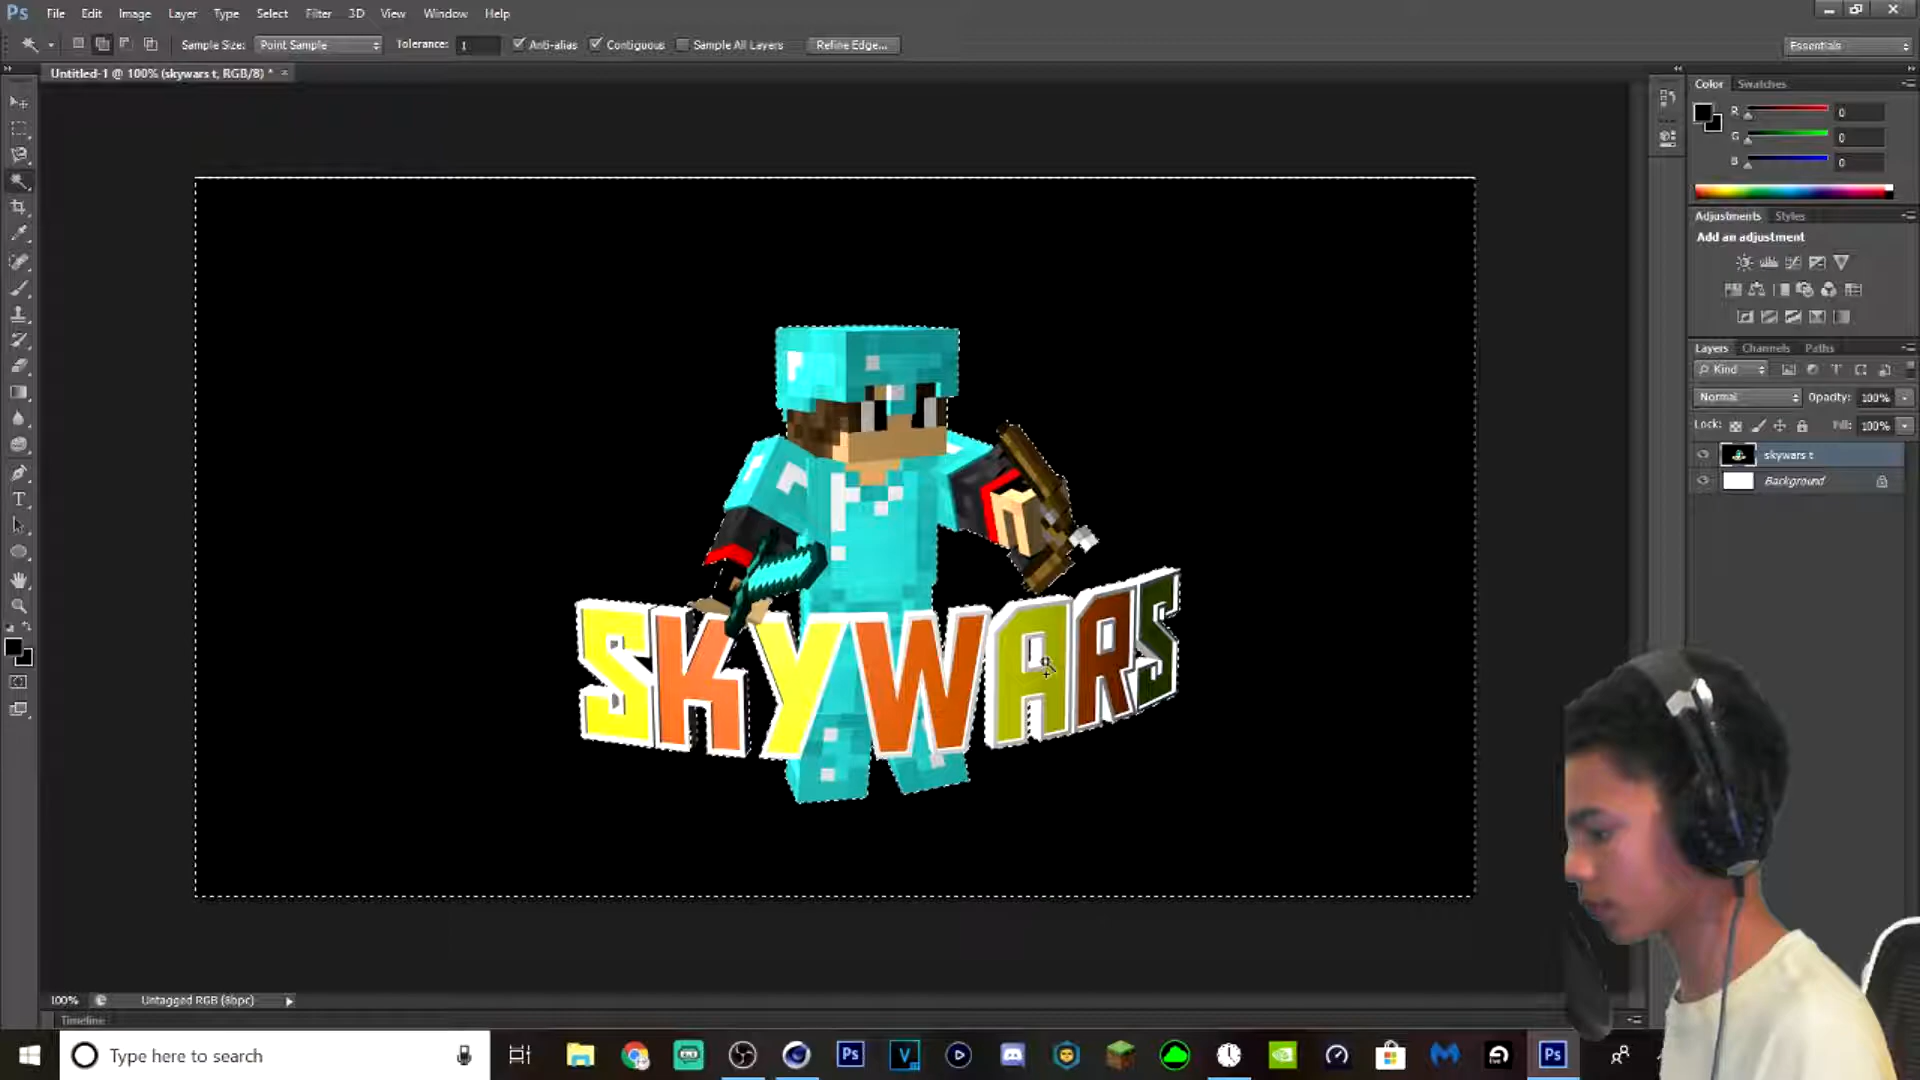 Ps File Edit Image Layer Type Select Filter 3D View Window Help
Sample Size: Point Sample Tolerance: 1 Anti-alias Contiguous Sample All Layers Refine Edge... Essentials
Untitled-1 @ 100% (skywars t, RGB/8) *
Color Swatches
R 0
G 0
B 0
Adjustments Styles
Add an adjustment
Layers Channels Paths
Kind
Normal Opacity: 100%
Lock: Fill: 100%
skywars t
Background
SKYWARS
100% Untagged RGB (8bpc)
Timeline
Type here to search
Ps
V
Ps